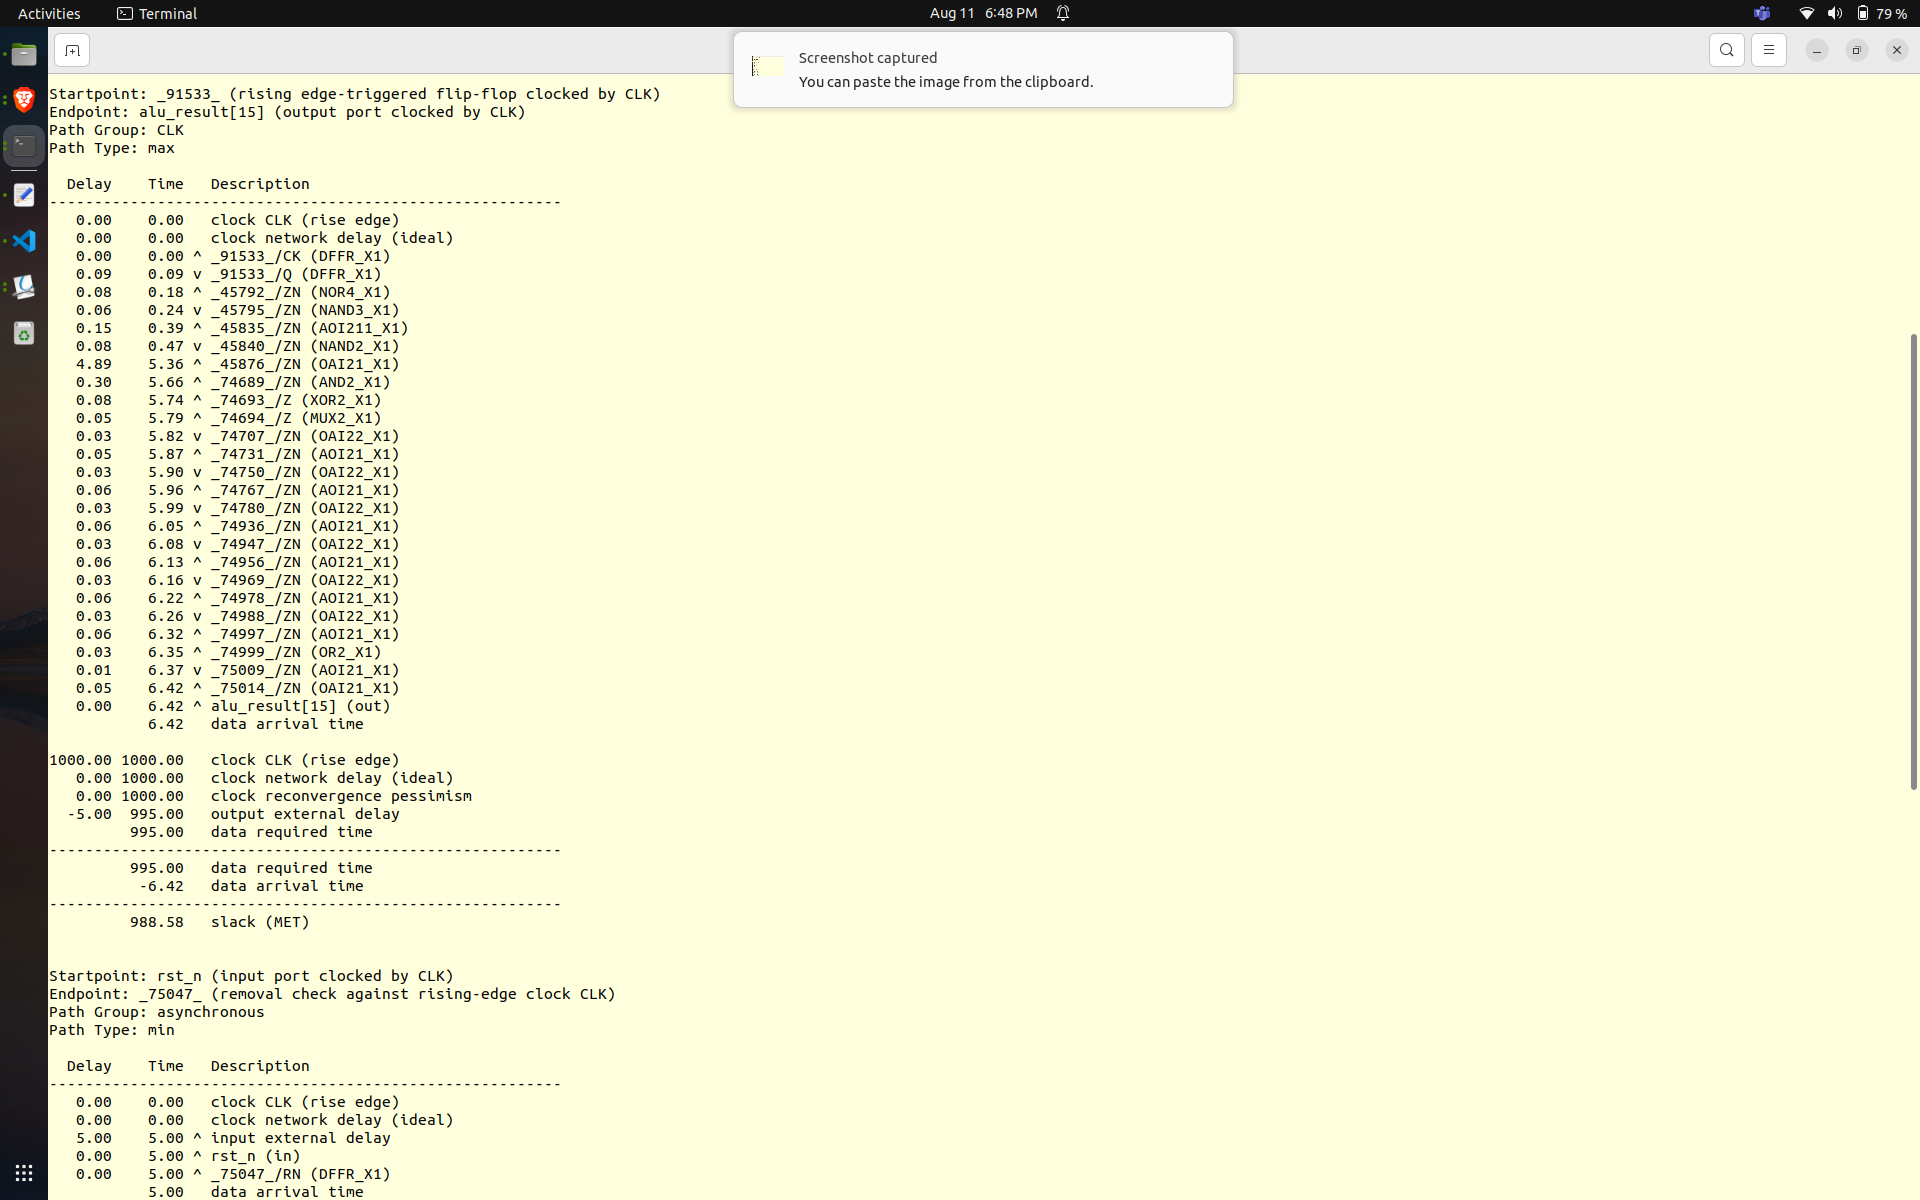 Activities Terminal Aug 11 6:48 PM 79 %
Screenshot captured
You can paste the image from the clipboard.
Startpoint: _91533_ (rising edge-triggered flip-flop clocked by CLK)
Endpoint: alu_result[15] (output port clocked by CLK)
Path Group: CLK
Path Type: max
Delay Time Description
---------------------------------------------------------
0.00 0.00 clock CLK (rise edge)
0.00 0.00 clock network delay (ideal)
0.00 0.00 ^ _91533_/CK (DFFR_X1)
0.09 0.09 v _91533_/Q (DFFR_X1)
0.08 0.18 ^ _45792_/ZN (NOR4_X1)
0.06 0.24 v _45795_/ZN (NAND3_X1)
0.15 0.39 ^ _45835_/ZN (AOI211_X1)
0.08 0.47 v _45840_/ZN (NAND2_X1)
4.89 5.36 ^ _45876_/ZN (OAI21_X1)
0.30 5.66 ^ _74689_/ZN (AND2_X1)
0.08 5.74 ^ _74693_/Z (XOR2_X1)
0.05 5.79 ^ _74694_/Z (MUX2_X1)
0.03 5.82 v _74707_/ZN (OAI22_X1)
0.05 5.87 ^ _74731_/ZN (AOI21_X1)
0.03 5.90 v _74750_/ZN (OAI22_X1)
0.06 5.96 ^ _74767_/ZN (AOI21_X1)
0.03 5.99 v _74780_/ZN (OAI22_X1)
0.06 6.05 ^ _74936_/ZN (AOI21_X1)
0.03 6.08 v _74947_/ZN (OAI22_X1)
0.06 6.13 ^ _74956_/ZN (AOI21_X1)
0.03 6.16 v _74969_/ZN (OAI22_X1)
0.06 6.22 ^ _74978_/ZN (AOI21_X1)
0.03 6.26 v _74988_/ZN (OAI22_X1)
0.06 6.32 ^ _74997_/ZN (AOI21_X1)
0.03 6.35 ^ _74999_/ZN (OR2_X1)
0.01 6.37 v _75009_/ZN (AOI21_X1)
0.05 6.42 ^ _75014_/ZN (OAI21_X1)
0.00 6.42 ^ alu_result[15] (out)
6.42 data arrival time
1000.00 1000.00 clock CLK (rise edge)
0.00 1000.00 clock network delay (ideal)
0.00 1000.00 clock reconvergence pessimism
-5.00 995.00 output external delay
995.00 data required time
---------------------------------------------------------
995.00 data required time
-6.42 data arrival time
---------------------------------------------------------
988.58 slack (MET)
Startpoint: rst_n (input port clocked by CLK)
Endpoint: _75047_ (removal check against rising-edge clock CLK)
Path Group: asynchronous
Path Type: min
Delay Time Description
---------------------------------------------------------
0.00 0.00 clock CLK (rise edge)
0.00 0.00 clock network delay (ideal)
5.00 5.00 ^ input external delay
0.00 5.00 ^ rst_n (in)
0.00 5.00 ^ _75047_/RN (DFFR_X1)
5.00 data arrival time